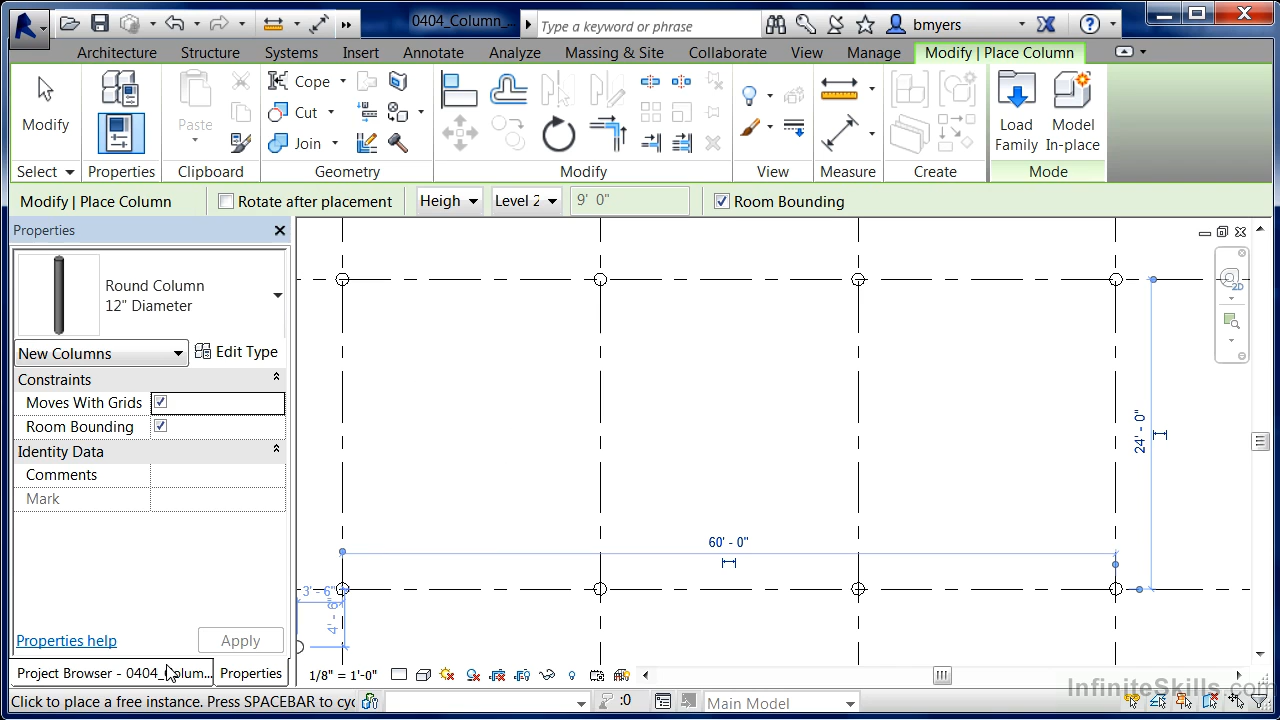 0404_Column_...
Type a keyword or phrase
bmyers
Architecture Structure Systems Insert Annotate Analyze Massing & Site Collaborate View Manage Modify | Place Column
Modify
Paste
Cope
Cut
Join
Load Family
Model In-place
Select Properties Clipboard Geometry Modify View Measure Create Mode
Modify | Place Column Rotate after placement Heigh Level 2 9' 0" Room Bounding
Properties
Round Column
12" Diameter
New Columns Edit Type
Constraints
Moves With Grids
Room Bounding
Identity Data
Comments
Mark
2D
24' - 0"
60' - 0"
3' - 6"
4' - 6"
Properties help Apply
Project Browser - 0404_Colum... Properties 1/8" = 1'-0"
Click to place a free instance. Press SPACEBAR to cyc :0 Main Model
InfiniteSkills.com